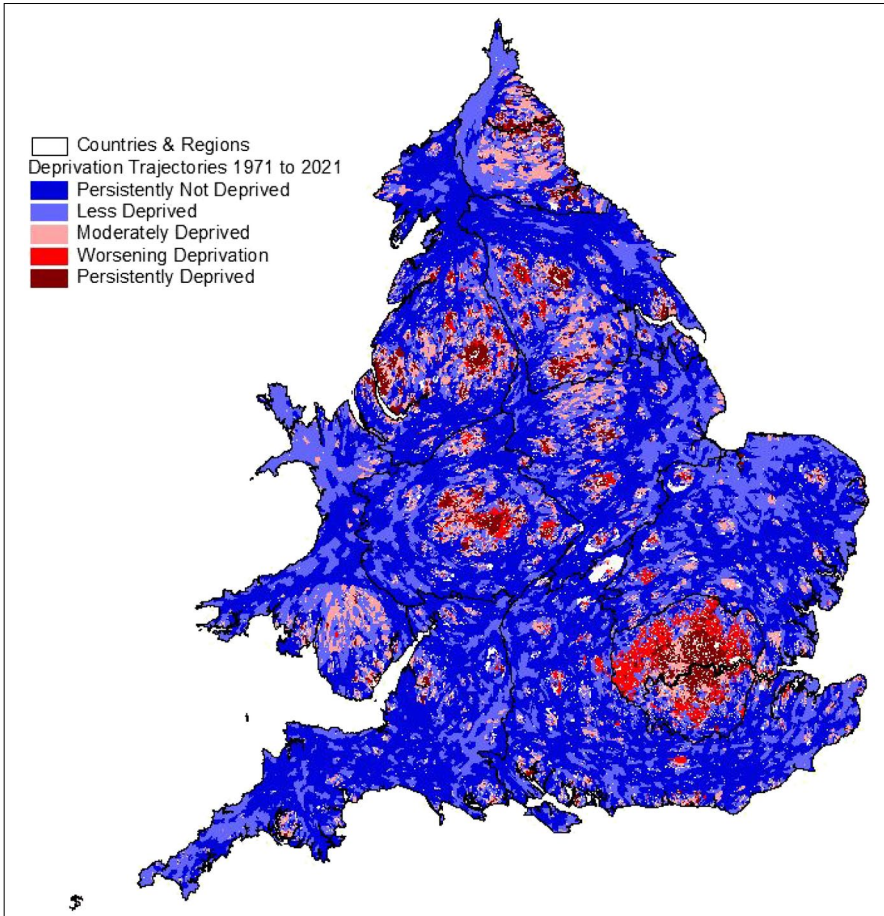 Countries & Regions
Deprivation Trajectories 1971 to 2021
Persistently Not Deprived
Less Deprived
Moderately Deprived
Worsening Deprivation
Persistently Deprived